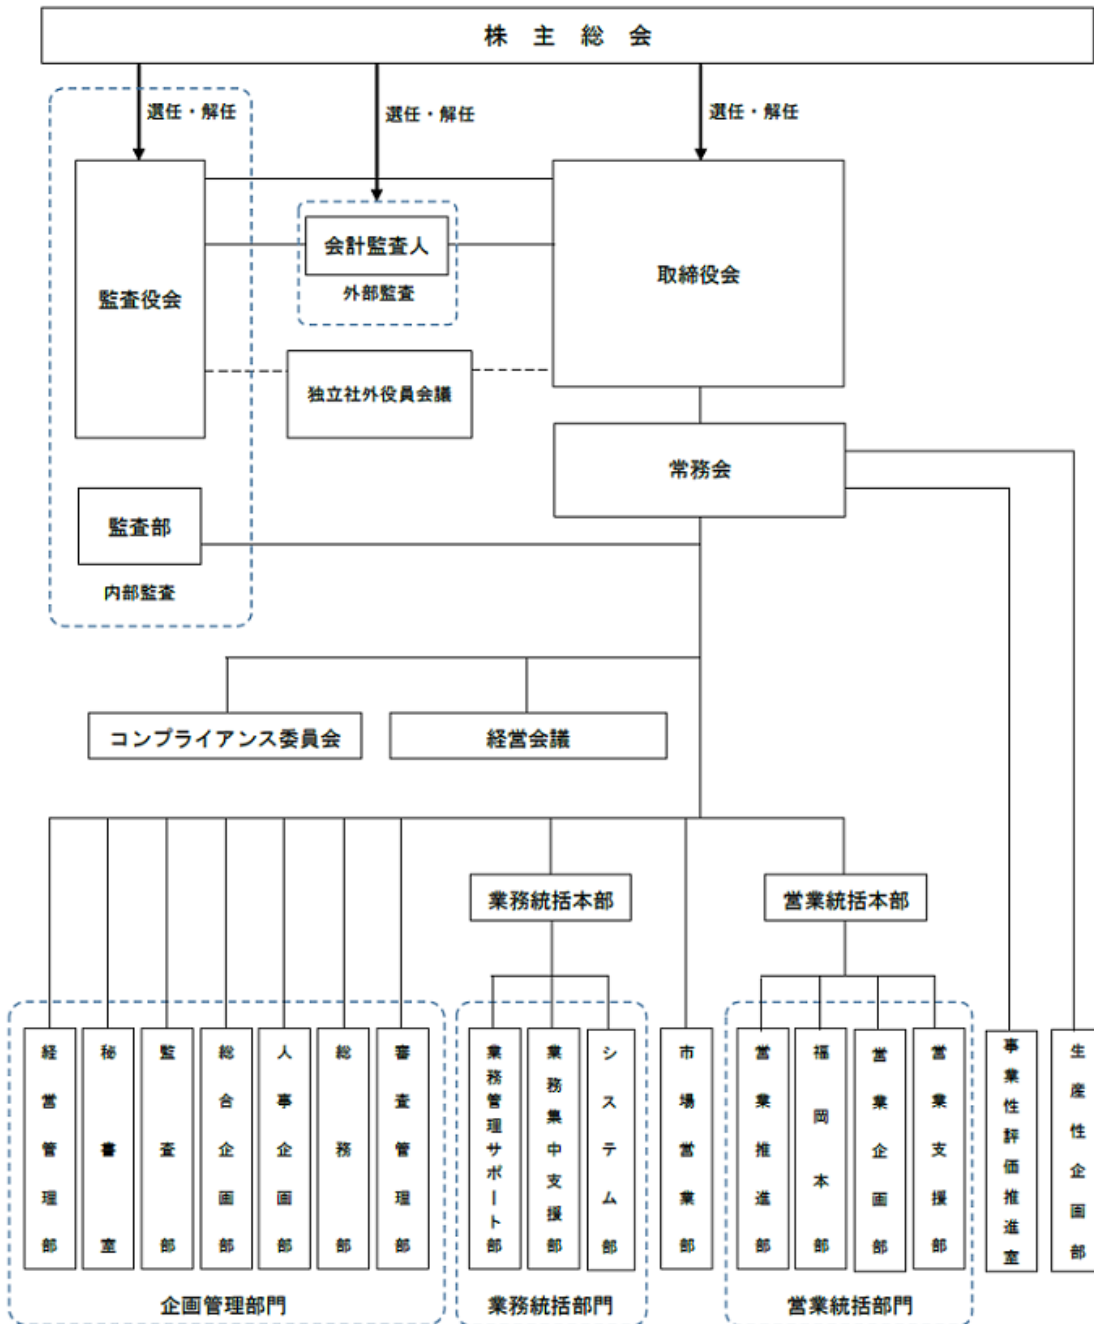 株主総会
選任・解任
選任・解任
選任・解任
監査役会
会計監査人
外部監査
取締役会
独立社外役員会議
常務会
監査部
内部監査
コンプライアンス委員会
経営会議
業務統括本部
営業統括本部
経営管理部
秘書室
監査部
総合企画部
人事企画部
総務部
審査管理部
業務管理サポート部
業務集中支援部
システム部
市場営業部
営業推進部
福岡本部
営業企画部
営業支援部
事業性評価推進室
生産性企画部
企画管理部門
業務統括部門
営業統括部門